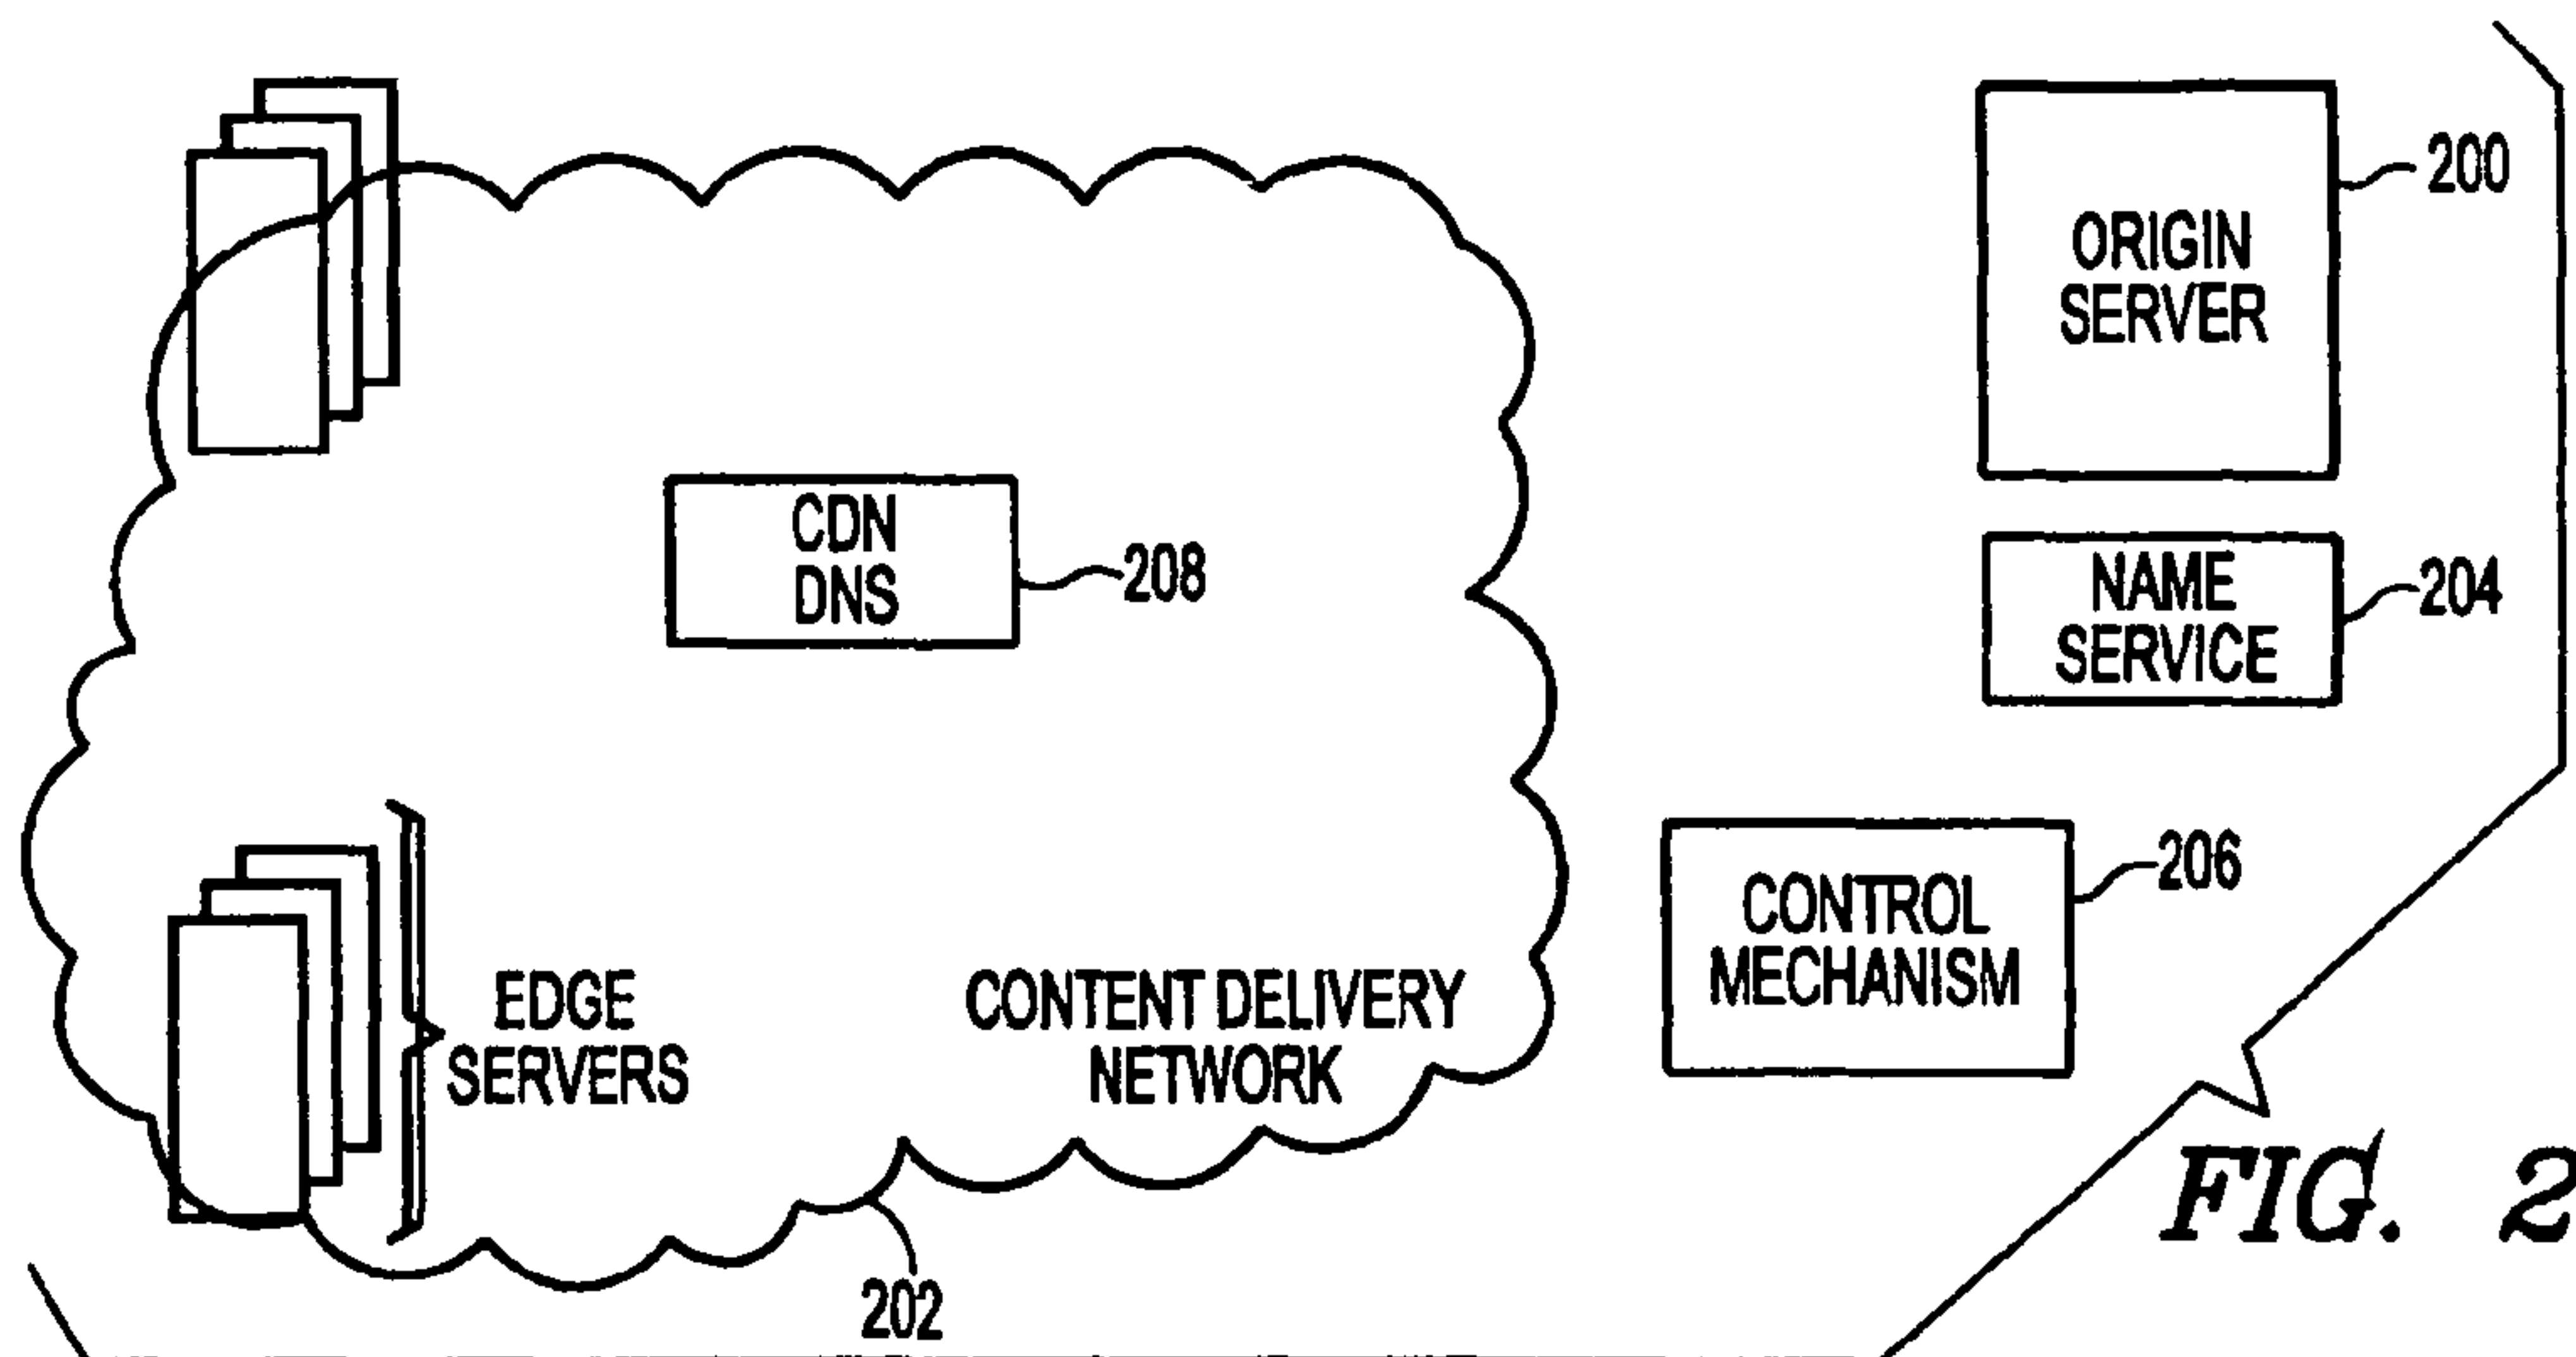 200
ORIGIN
SERVER
CDN
DNS
208
NAME
SERVICE
204
206
CONTROL
MECHANISM
EDGE
SERVERS
CONTENT DELIVERY
NETWORK
202
FIG. 2